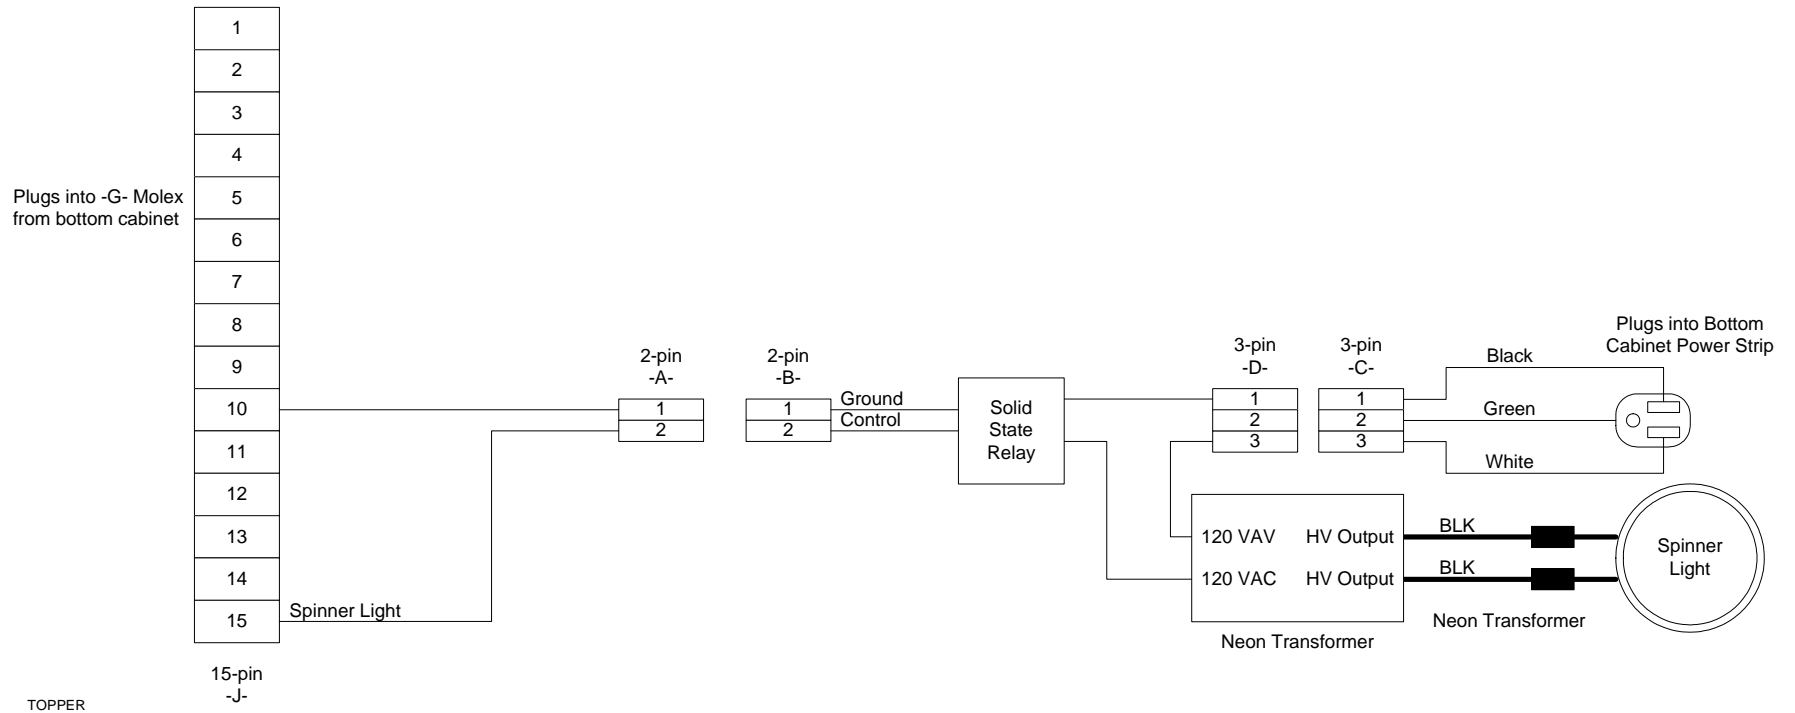 1
2
3
4
5
6
7
8
9
10
11
12
13
14
15
Plugs into -G- Molex
from bottom cabinet
Spinner Light
15-pin
-J-
TOPPER
2-pin
-A-
1
2
2-pin
-B-
1
2
Ground
Control
Solid
State
Relay
3-pin
-D-
1
2
3
3-pin
-C-
1
2
3
Black
Green
White
Plugs into Bottom
Cabinet Power Strip
120 VAV HV Output
120 VAC HV Output
Neon Transformer
BLK
BLK
Neon Transformer
Spinner
Light